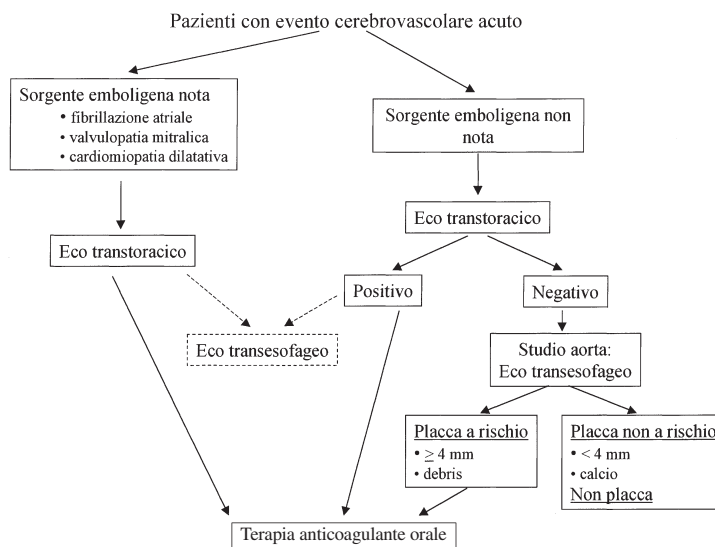 Pazienti con evento cerebrovascolare acuto
Sorgente emboligena nota
• fibrillazione atriale
• valvulopatia mitralica
• cardiomiopatia dilatativa
Sorgente emboligena non
nota
Eco transtoracico
Eco transtoracico
Positivo
Negativo
Eco transesofageo
Studio aorta:
Eco transesofageo
Placca a rischio
• ≥ 4 mm
• debris
Placca non a rischio
• < 4 mm
• calcio
Non placca
Terapia anticoagulante orale